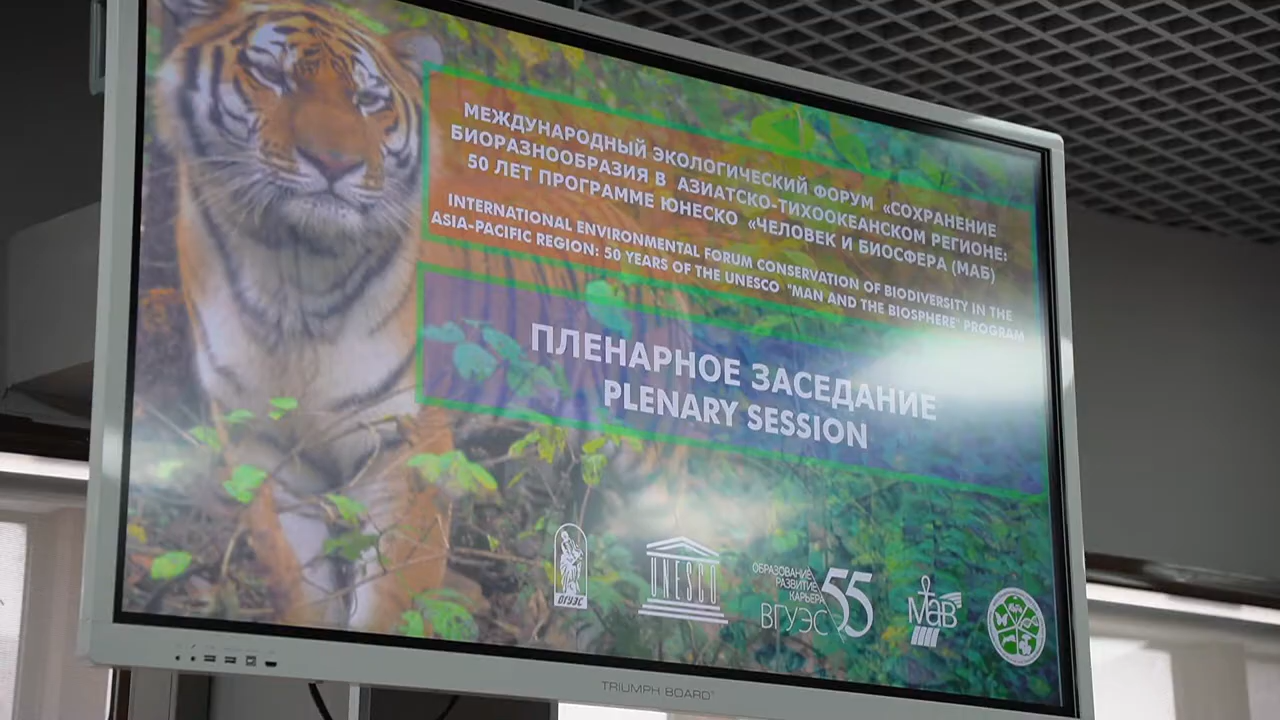 МЕЖДУНАРОДНЫЙ ЭКОЛОГИЧЕСКИЙ ФОРУМ «СОХРАНЕНИЕ
БИОРАЗНООБРАЗИЯ В АЗИАТСКО-ТИХООКЕАНСКОМ РЕГИОНЕ:
50 ЛЕТ ПРОГРАММЕ ЮНЕСКО «ЧЕЛОВЕК И БИОСФЕРА (МАБ)
INTERNATIONAL ENVIRONMENTAL FORUM CONSERVATION OF BIODIVERSITY IN THE
ASIA-PACIFIC REGION: 50 YEARS OF THE UNESCO "MAN AND THE BIOSPHERE" PROGRAM
ПЛЕНАРНОЕ ЗАСЕДАНИЕ
PLENARY SESSION
ВГУЭС
UNESCO
ОБРАЗОВАНИЕ
РАЗВИТИЕ
КАРЬЕРА
ВГУЭС 55
MaB
TRIUMPH BOARD